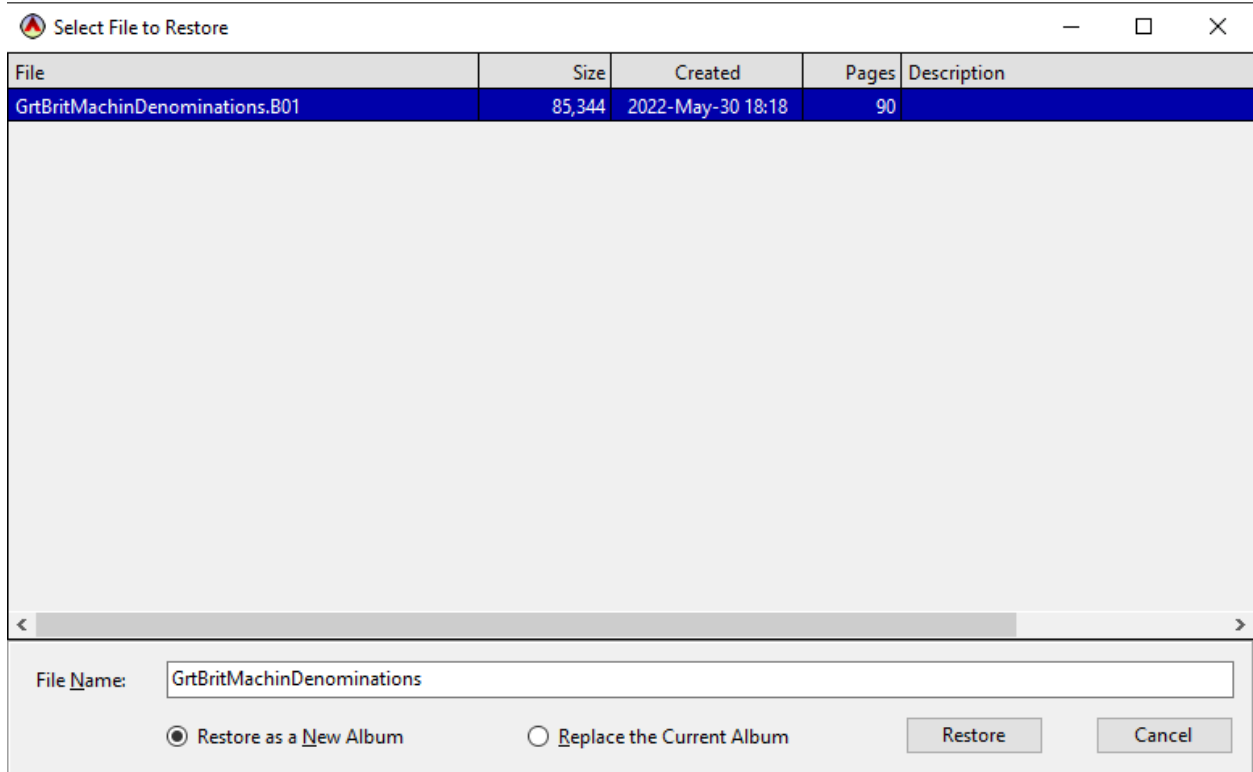 Select File to Restore
File Size Created Pages Description
GrtBritMachinDenominations.B01 85,344 2022-May-30 18:18 90
File Name: GrtBritMachinDenominations
Restore as a New Album Replace the Current Album Restore Cancel